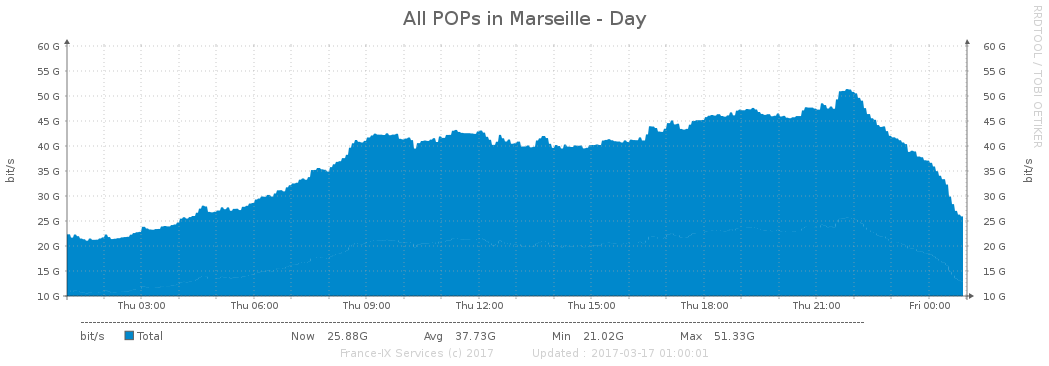 All POPs in Marseille - Day
RRDTOOL / TOBI OETIKER
bit/s
60 G 60 G
55 G 55 G
50 G 50 G
45 G 45 G
40 G 40 G
35 G 35 G
30 G 30 G
25 G 25 G
20 G 20 G
15 G 15 G
10 G 10 G
bit/s
Thu 03:00 Thu 06:00 Thu 09:00 Thu 12:00 Thu 15:00 Thu 18:00 Thu 21:00 Fri 00:00
bit/s Total Now 25.88G Avg 37.73G Min 21.02G Max 51.33G
France-IX Services (c) 2017 Updated : 2017-03-17 01:00:01